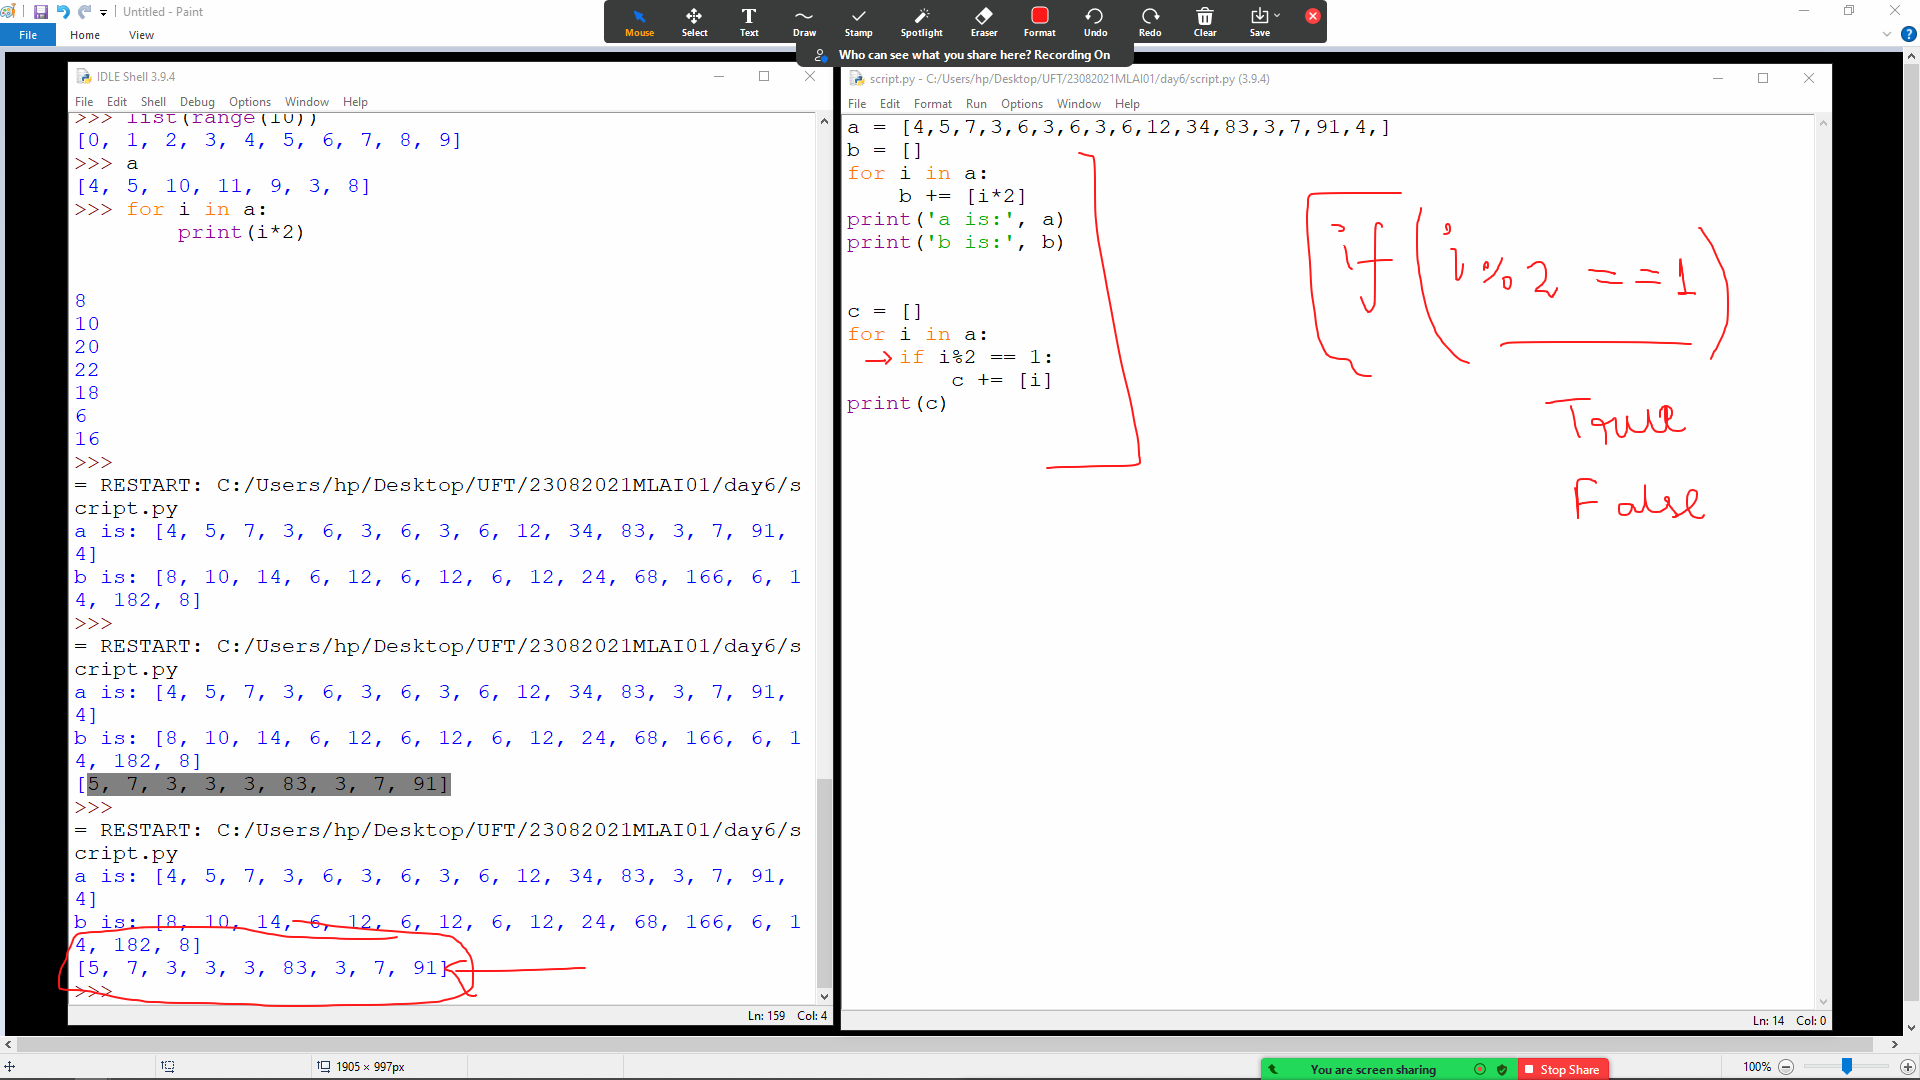 Untitled - Paint
File Home View
Mouse Select Text Draw Stamp Spotlight Eraser Format Undo Redo Clear Save
Who can see what you share here? Recording On
IDLE Shell 3.9.4
File Edit Shell Debug Options Window Help
>>> list(range(10))
[0, 1, 2, 3, 4, 5, 6, 7, 8, 9]
>>> a
[4, 5, 10, 11, 9, 3, 8]
>>> for i in a:
print(i*2)
8
10
20
22
18
6
16
>>>
= RESTART: C:/Users/hp/Desktop/UFT/23082021MLAI01/day6/s
cript.py
a is: [4, 5, 7, 3, 6, 3, 6, 3, 6, 12, 34, 83, 3, 7, 91,
4]
b is: [8, 10, 14, 6, 12, 6, 12, 6, 12, 24, 68, 166, 6, 1
4, 182, 8]
>>>
= RESTART: C:/Users/hp/Desktop/UFT/23082021MLAI01/day6/s
cript.py
a is: [4, 5, 7, 3, 6, 3, 6, 3, 6, 12, 34, 83, 3, 7, 91,
4]
b is: [8, 10, 14, 6, 12, 6, 12, 6, 12, 24, 68, 166, 6, 1
4, 182, 8]
[5, 7, 3, 3, 3, 83, 3, 7, 91]
>>>
= RESTART: C:/Users/hp/Desktop/UFT/23082021MLAI01/day6/s
cript.py
a is: [4, 5, 7, 3, 6, 3, 6, 3, 6, 12, 34, 83, 3, 7, 91,
4]
b is: [8, 10, 14, 6, 12, 6, 12, 6, 12, 24, 68, 166, 6, 1
4, 182, 8]
[5, 7, 3, 3, 3, 83, 3, 7, 91]
>>>
Ln: 159 Col: 4
script.py - C:/Users/hp/Desktop/UFT/23082021MLAI01/day6/script.py (3.9.4)
File Edit Format Run Options Window Help
a = [4,5,7,3,6,3,6,3,6,12,34,83,3,7,91,4,]
b = []
for i in a:
b += [i*2]
print('a is:', a)
print('b is:', b)
c = []
for i in a:
if i%2 == 1:
c += [i]
print(c)
if (i%2 == 1)
True
False
Ln: 14 Col: 0
1905 × 997px
You are screen sharing
Stop Share
100%